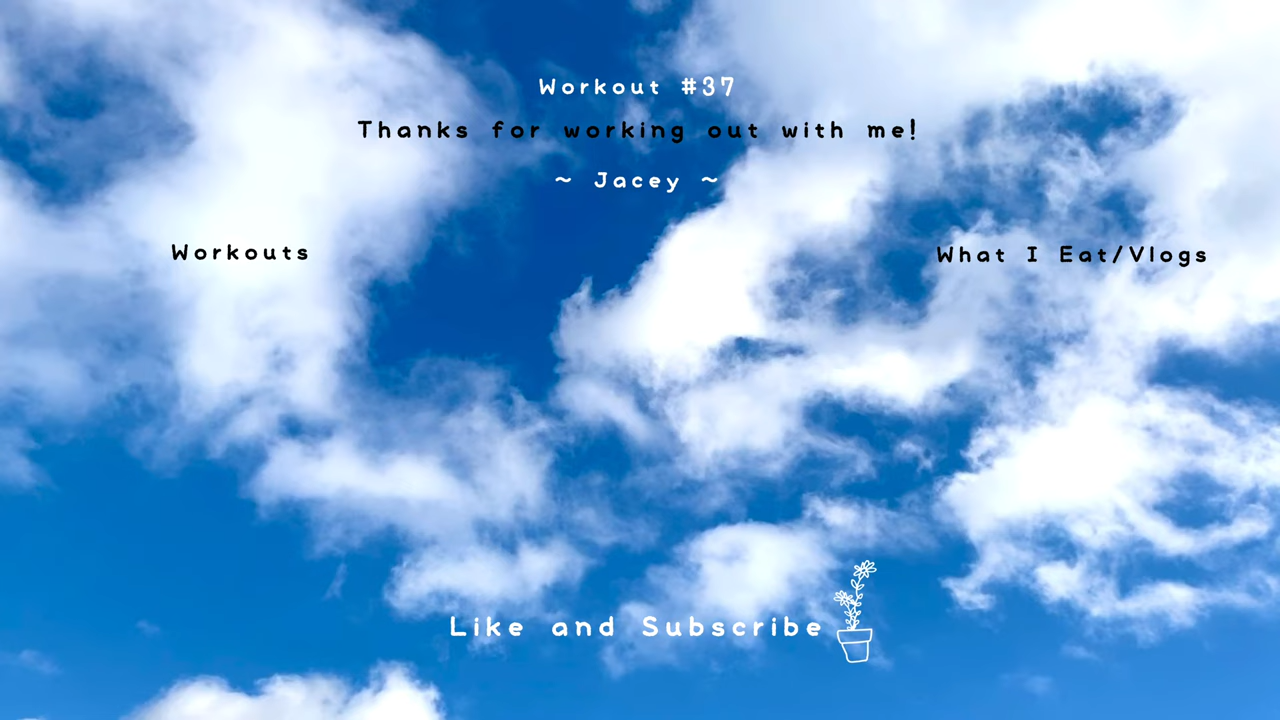 Workout #37
Thanks for working out with me!
~ Jacey ~
Workouts
What I Eat/Vlogs
Like and Subscribe